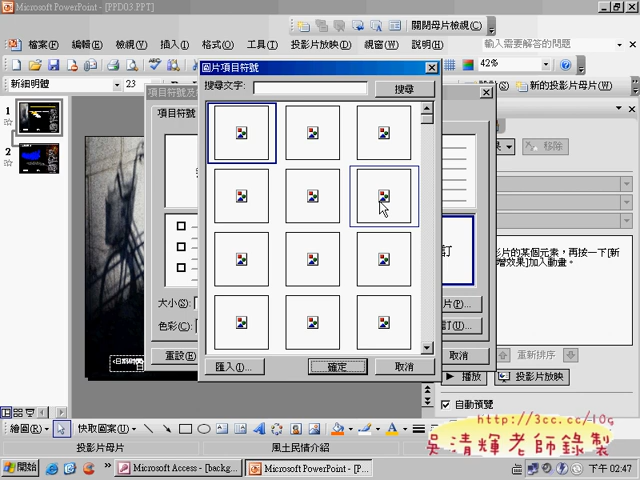 Microsoft PowerPoint - [PPD03.PPT]
關閉母片檢視(C)
檔案(F) 編輯(E) 檢視(V) 插入(I) 格式(O) 工具(T) 投影片放映(D) 視窗(W) 說明(H)
輸入需要解答的問題
42%
新細明體 23
新的投影片母片(W)
圖片項目符號
搜尋文字:
搜尋
項目符號
1
2
移除
訂
片的某個元素，再按一下[新
增效果]加入動畫。
大小(S):
片(P)...
色彩(C):
訂(U)...
重設(E)
取消
重新排序
匯入(I)...
確定
取消
播放
投影片放映
自動預覽
繪圖(R)
快取圖案(U)
http://3cc.cc/10g
吳清輝老師錄製
投影片母片
風土民情介紹
開始
Microsoft Access - [backg...
Microsoft PowerPoint - [P...
下午 02:47